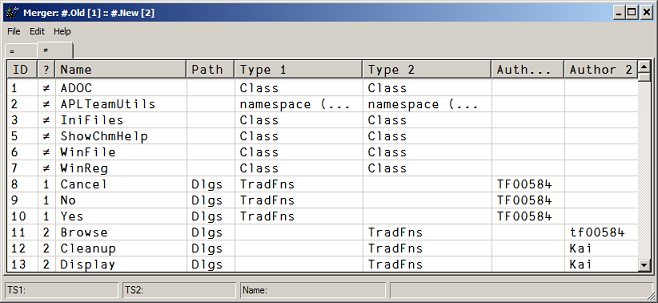 Merger: #.Old [1] :: #.New [2]
File Edit Help
= ≠
ID ? Name Path Type 1 Type 2 Auth... Author 2
1 ≠ ADOC Class Class
2 ≠ APLTeamUtils namespace (... namespace (...
3 ≠ IniFiles Class Class
5 ≠ ShowChmHelp Class Class
6 ≠ WinFile Class Class
7 ≠ WinReg Class Class
8 1 Cancel Dlgs TradFns TF00584
9 1 No Dlgs TradFns TF00584
10 1 Yes Dlgs TradFns TF00584
11 2 Browse Dlgs TradFns tf00584
12 2 Cleanup Dlgs TradFns Kai
13 2 Display Dlgs TradFns Kai
TS1: TS2: Name: